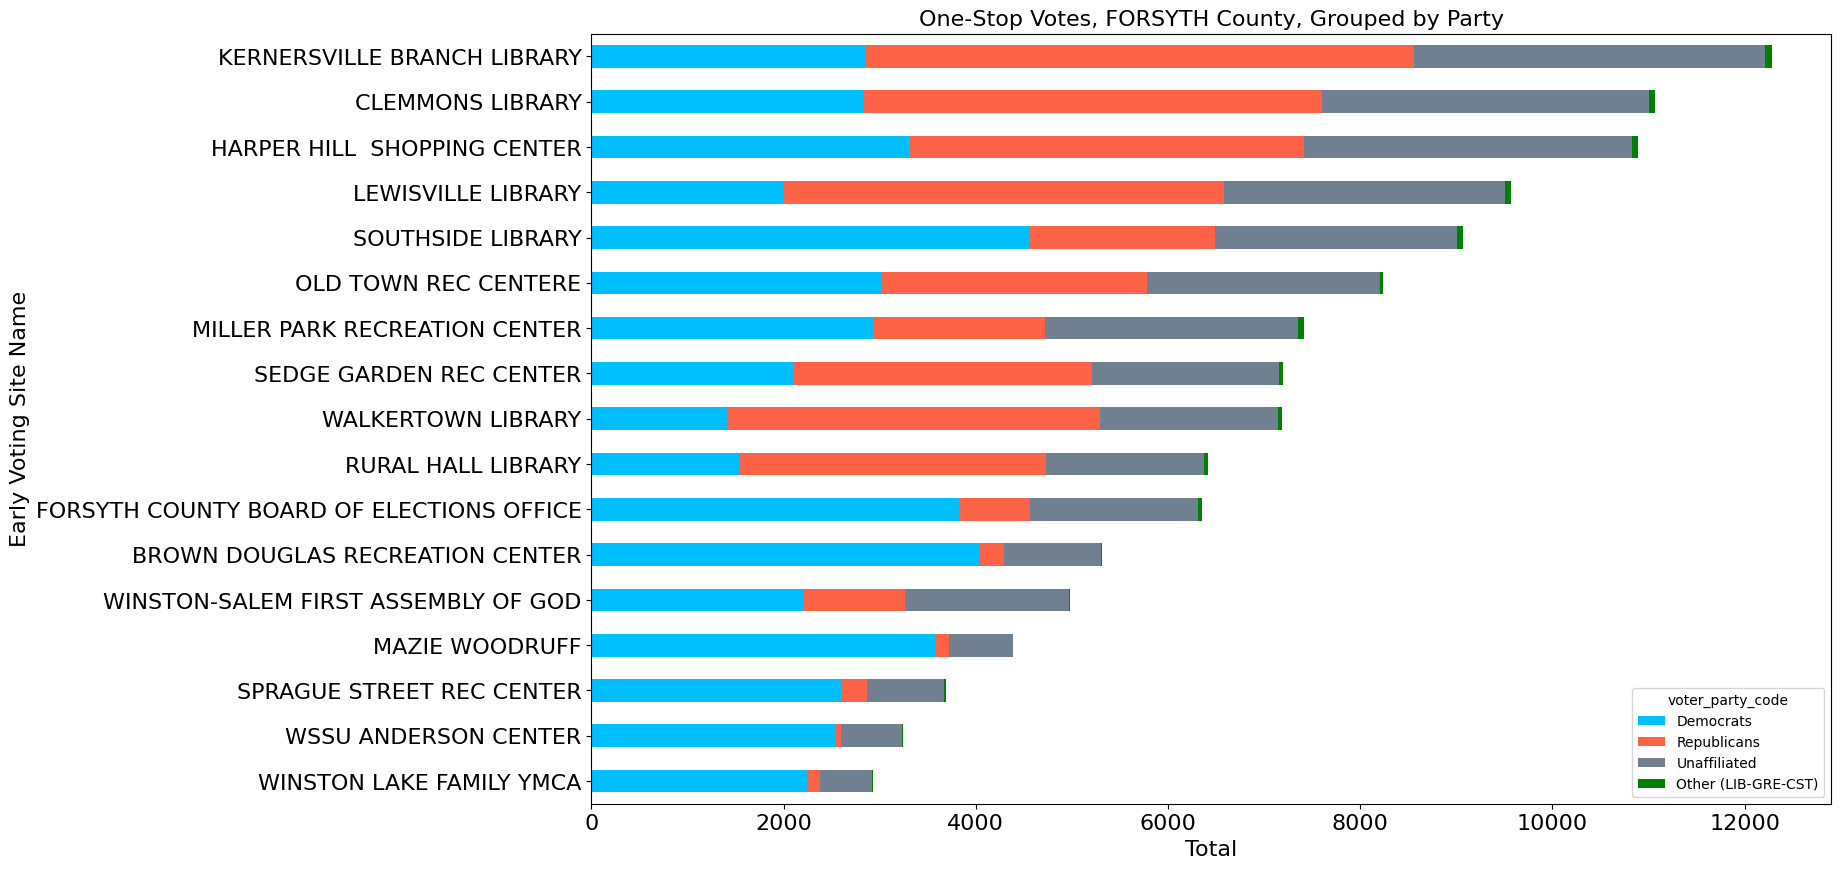 One-Stop Votes, FORSYTH County, Grouped by Party
Early Voting Site Name
KERNERSVILLE BRANCH LIBRARY
CLEMMONS LIBRARY
HARPER HILL  SHOPPING CENTER
LEWISVILLE LIBRARY
SOUTHSIDE LIBRARY
OLD TOWN REC CENTERE
MILLER PARK RECREATION CENTER
SEDGE GARDEN REC CENTER
WALKERTOWN LIBRARY
RURAL HALL LIBRARY
FORSYTH COUNTY BOARD OF ELECTIONS OFFICE
BROWN DOUGLAS RECREATION CENTER
WINSTON-SALEM FIRST ASSEMBLY OF GOD
MAZIE WOODRUFF
SPRAGUE STREET REC CENTER
WSSU ANDERSON CENTER
WINSTON LAKE FAMILY YMCA
voter_party_code
Democrats
Republicans
Unaffiliated
Other (LIB-GRE-CST)
0 2000 4000 6000 8000 10000 12000
Total